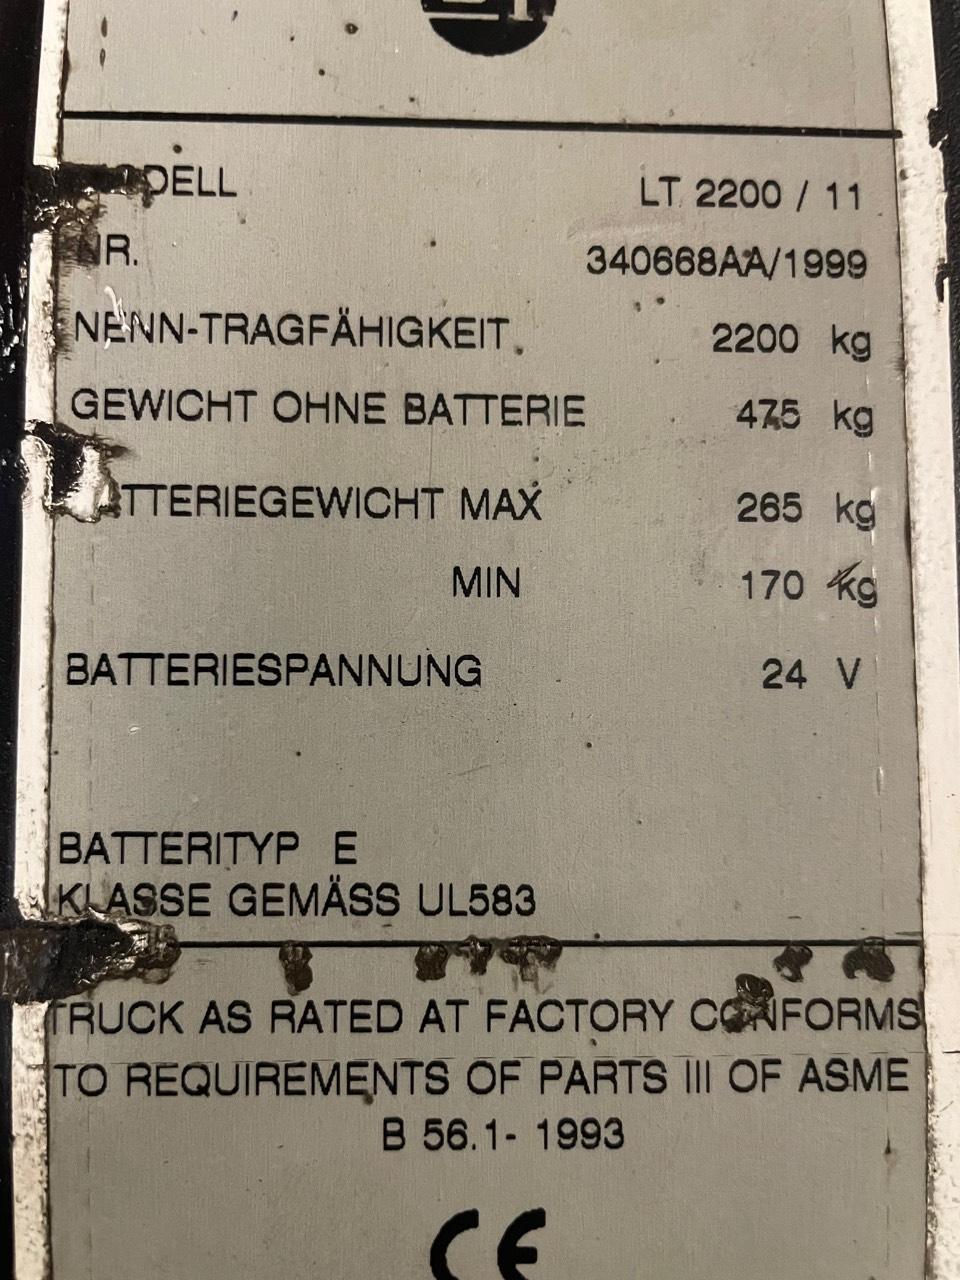 MODELL LT 2200 / 11
NR. 340668AA/1999
NENN-TRAGFÄHIGKEIT 2200 kg
GEWICHT OHNE BATTERIE 475 kg
BATTERIEGEWICHT MAX 265 kg
MIN 170 kg
BATTERIESPANNUNG 24 V
BATTERITYP E
KLASSE GEMÄSS UL583
TRUCK AS RATED AT FACTORY CONFORMS
TO REQUIREMENTS OF PARTS III OF ASME
B 56.1- 1993
CE